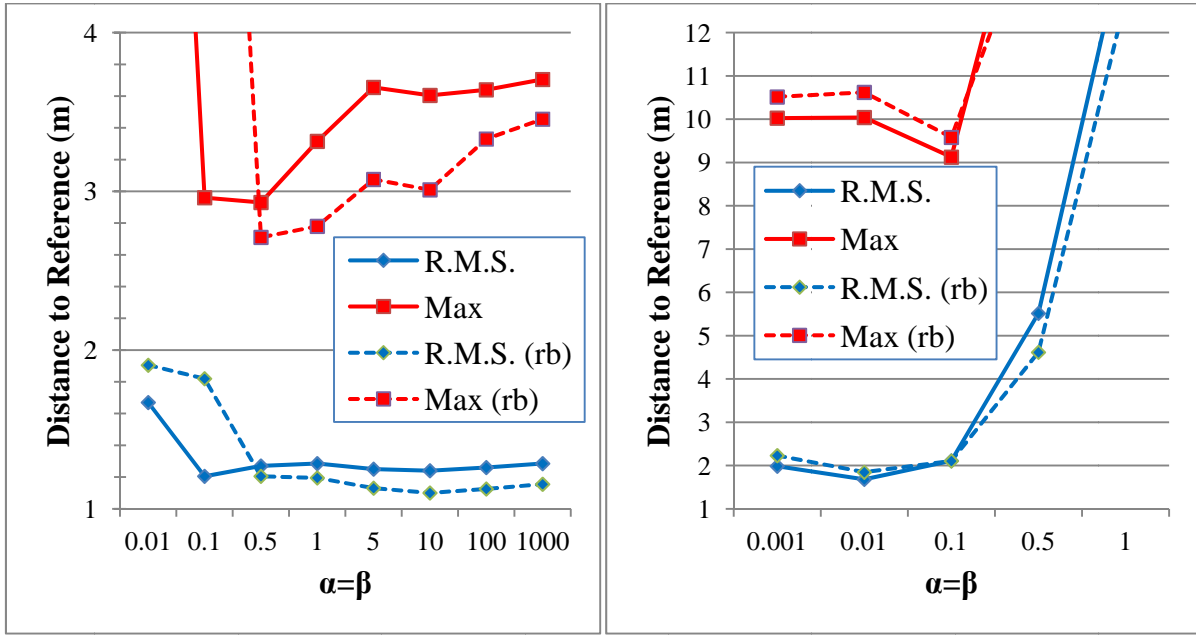 4
3
2
1
Distance to Reference (m)
R.M.S.
Max
R.M.S. (rb)
Max (rb)
0.01 0.1 0.5 1 5 10 100 1000
α=β
12
11
10
9
8
7
6
5
4
3
2
1
Distance to Reference (m)
R.M.S.
Max
R.M.S. (rb)
Max (rb)
0.001 0.01 0.1 0.5 1
α=β